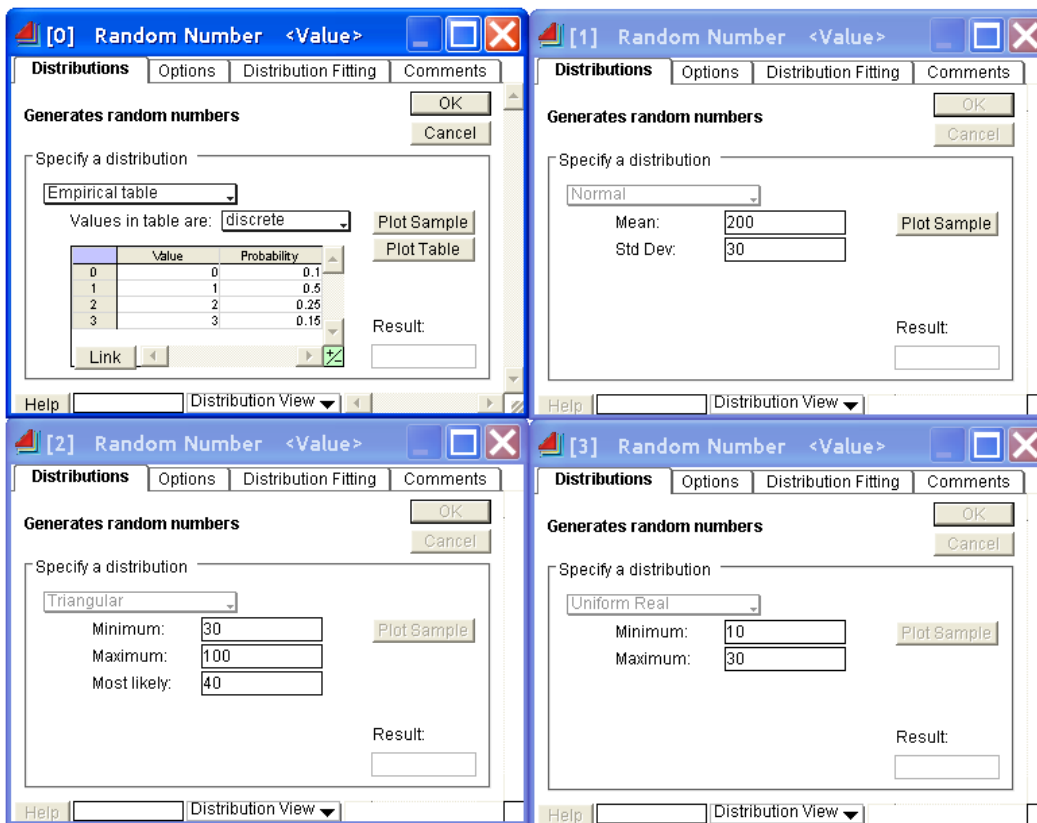 [0] Random Number <Value>
Distributions Options Distribution Fitting Comments
Generates random numbers
OK
Cancel
Specify a distribution
Empirical table
Values in table are: discrete
Plot Sample
Plot Table
Value Probability
0 0 0.1
1 1 0.5
2 2 0.25
3 3 0.15
Link
+/-
Result:
Help Distribution View
[1] Random Number <Value>
Distributions Options Distribution Fitting Comments
Generates random numbers
OK
Cancel
Specify a distribution
Normal
Mean: 200
Std Dev: 30
Plot Sample
Result:
Help Distribution View
[2] Random Number <Value>
Distributions Options Distribution Fitting Comments
Generates random numbers
OK
Cancel
Specify a distribution
Triangular
Minimum: 30
Maximum: 100
Most likely: 40
Plot Sample
Result:
Help Distribution View
[3] Random Number <Value>
Distributions Options Distribution Fitting Comments
Generates random numbers
OK
Cancel
Specify a distribution
Uniform Real
Minimum: 10
Maximum: 30
Plot Sample
Result:
Help Distribution View